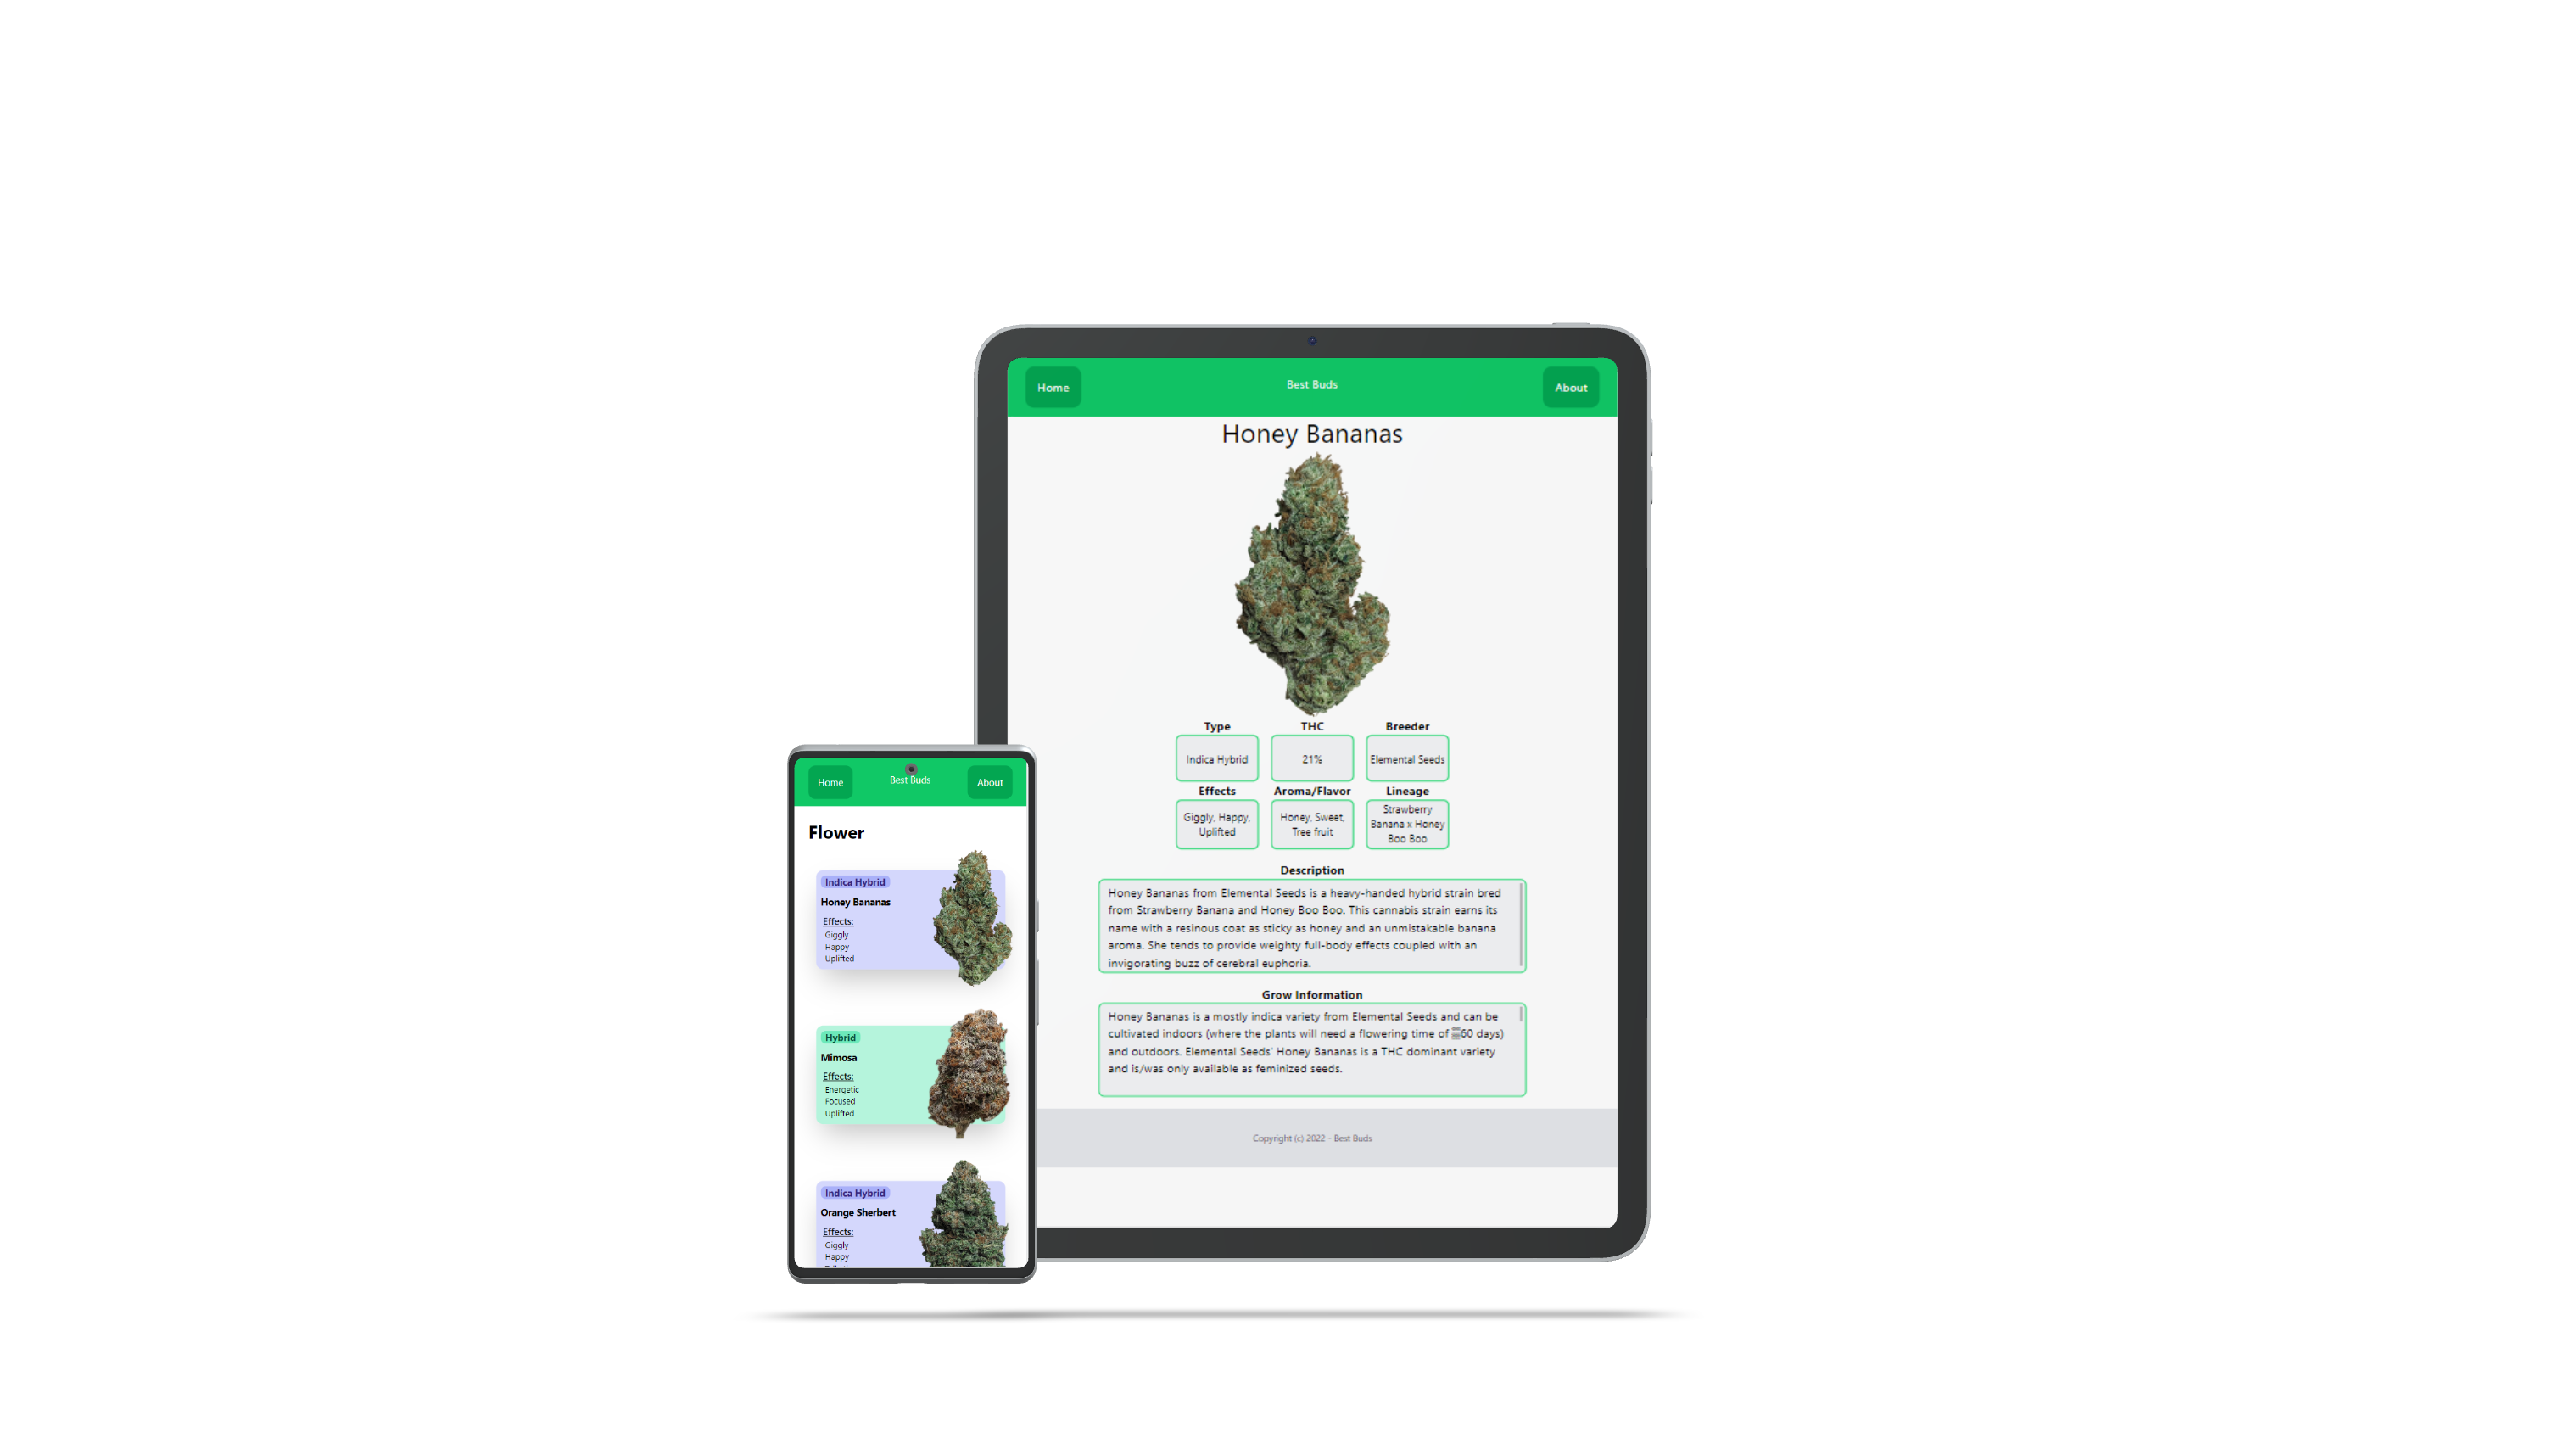 Home
Best Buds
About
Honey Bananas
Type
THC
Breeder
Indica Hybrid
21%
Elemental Seeds
Effects
Aroma/Flavor
Lineage
Giggly, Happy,
Uplifted
Honey, Sweet,
Tree fruit
Strawberry
Banana x Honey
Boo Boo
Description
Honey Bananas from Elemental Seeds is a heavy-handed hybrid strain bred
from Strawberry Banana and Honey Boo Boo. This cannabis strain earns its
name with a resinous coat as sticky as honey and an unmistakable banana
aroma. She tends to provide weighty full-body effects coupled with an
invigorating buzz of cerebral euphoria.
Grow Information
Honey Bananas is a mostly indica variety from Elemental Seeds and can be
cultivated indoors (where the plants will need a flowering time of 60 days)
and outdoors. Elemental Seeds' Honey Bananas is a THC dominant variety
and is/was only available as feminized seeds.
Copyright (c) 2022 - Best Buds
Home
Best Buds
About
Flower
Indica Hybrid
Honey Bananas
Effects:
Giggly
Happy
Uplifted
Hybrid
Mimosa
Effects:
Energetic
Focused
Uplifted
Indica Hybrid
Orange Sherbert
Effects:
Giggly
Happy